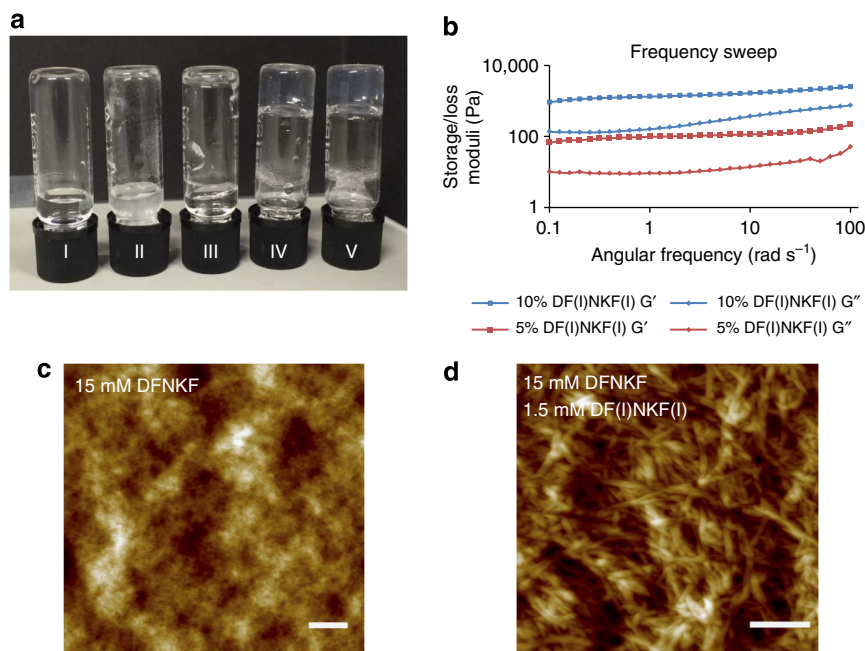 a
I II III IV V
b
Frequency sweep
Storage/loss
moduli (Pa)
10,000
100
1
0.1 1 10 100
Angular frequency (rad s⁻¹)
10% DF(I)NKF(I) G′ 10% DF(I)NKF(I) G″
5% DF(I)NKF(I) G′ 5% DF(I)NKF(I) G″
c
15 mM DFNKF
d
15 mM DFNKF
1.5 mM DF(I)NKF(I)